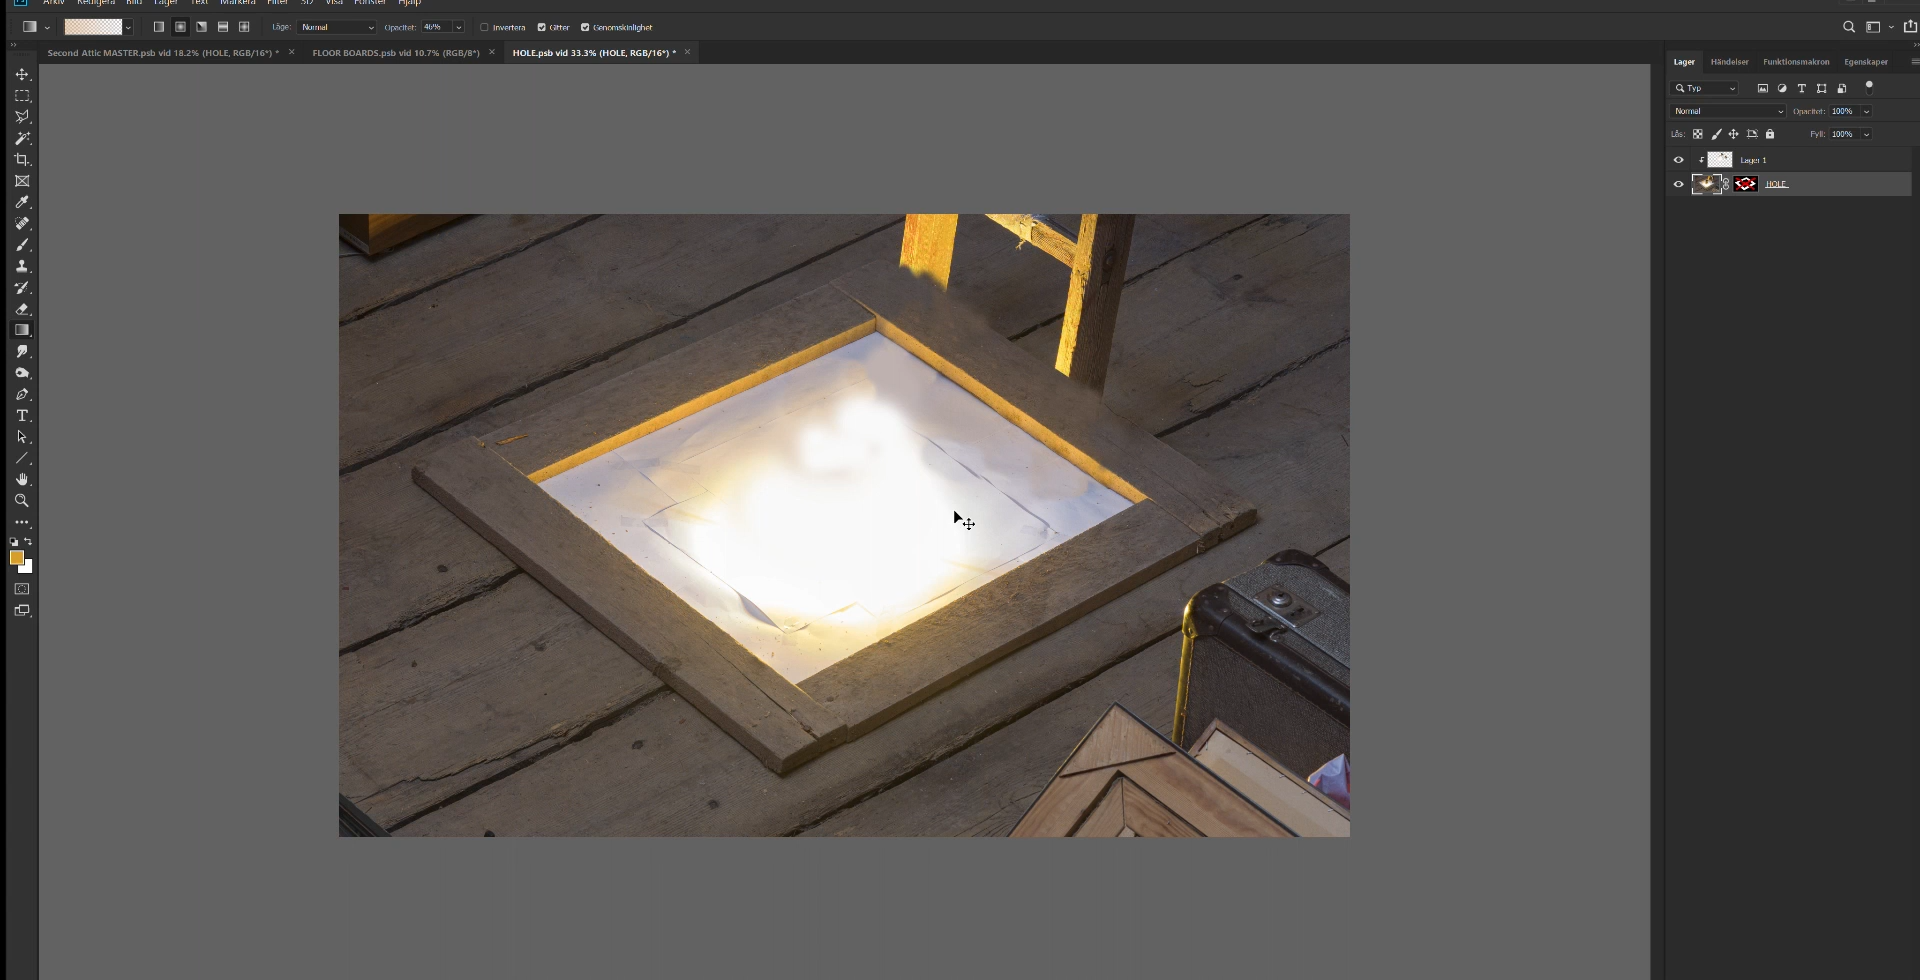 Arkiv Redigera Bild Lager Text Markera Filter 3D Visa Fönster Hjälp
Läge: Normal Opacitet: 46% Invertera Gitter Genomskinlighet
Second Attic MASTER.psb vid 18.2% (HOLE, RGB/16*) * FLOOR BOARDS.psb vid 10.7% (RGB/8*) HOLE.psb vid 33.3% (HOLE, RGB/16*) *
Lager Händelser Funktionsmakron Egenskaper
Typ
Normal Opacitet: 100%
Lås: Fyll: 100%
Lager 1
HOLE